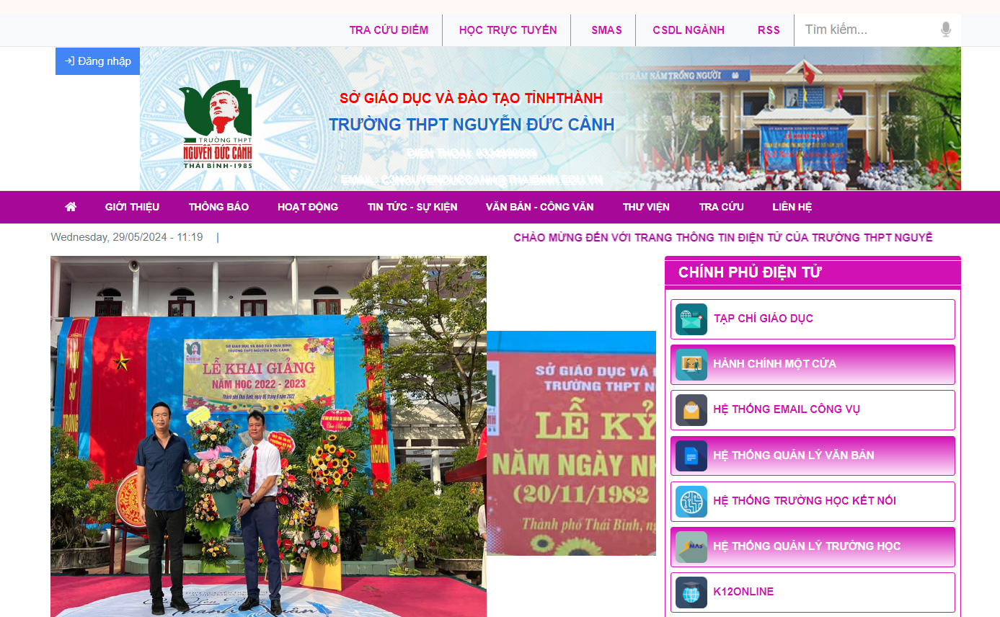 TRA CỨU ĐIỂM
HỌC TRỰC TUYẾN
SMAS
CSDL NGÀNH
RSS
Tìm kiếm...
Đăng nhập
TRĂM NĂM TRỒNG NGƯỜI
SỞ GIÁO DỤC VÀ ĐÀO TẠO TỈNHTHÀNH
TRƯỜNG THPT NGUYỄN ĐỨC CẢNH
ĐIỆN THOẠI:
EMAIL: C3NGUYENDUCCANH@THAIBINH.EDU.VN
TRƯỜNG THPT
NGUYỄN ĐỨC CẢNH
THÁI BÌNH-1985
GIỚI THIỆU
THÔNG BÁO
HOẠT ĐỘNG
TIN TỨC - SỰ KIỆN
VĂN BẢN - CÔNG VĂN
THƯ VIỆN
TRA CỨU
LIÊN HỆ
Wednesday, 29/05/2024 - 11:19 |
CHÀO MỪNG ĐẾN VỚI TRANG THÔNG TIN ĐIỆN TỬ CỦA TRƯỜNG THPT NGUYỄ
SỞ GIÁO DỤC VÀ ĐÀO TẠO THÁI BÌNH
TRƯỜNG THPT NGUYỄN ĐỨC CẢNH
LỄ KHAI GIẢNG
NĂM HỌC 2022 - 2023
Thành phố Thái Bình, ngày 05 tháng 9 năm 2022
SỞ GIÁO DỤC VÀ
TRƯỜNG THPT
LỄ KỶ
NĂM NGÀY NH
(20/11/1982
Thành phố Thái Bình, ng
CẢNH
CHÍNH PHỦ ĐIỆN TỬ
TẠP CHÍ GIÁO DỤC
HÀNH CHÍNH MỘT CỬA
HỆ THỐNG EMAIL CÔNG VỤ
HỆ THỐNG QUẢN LÝ VĂN BẢN
HỆ THỐNG TRƯỜNG HỌC KẾT NỐI
HỆ THỐNG QUẢN LÝ TRƯỜNG HỌC
K12ONLINE